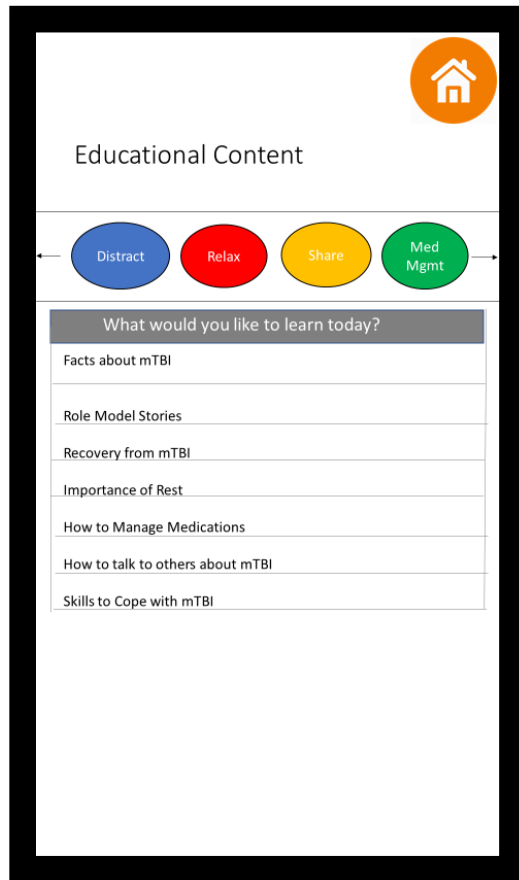 Educational Content
Distract
Relax
Share
Med
Mgmt
What would you like to learn today?
Facts about mTBI
Role Model Stories
Recovery from mTBI
Importance of Rest
How to Manage Medications
How to talk to others about mTBI
Skills to Cope with mTBI